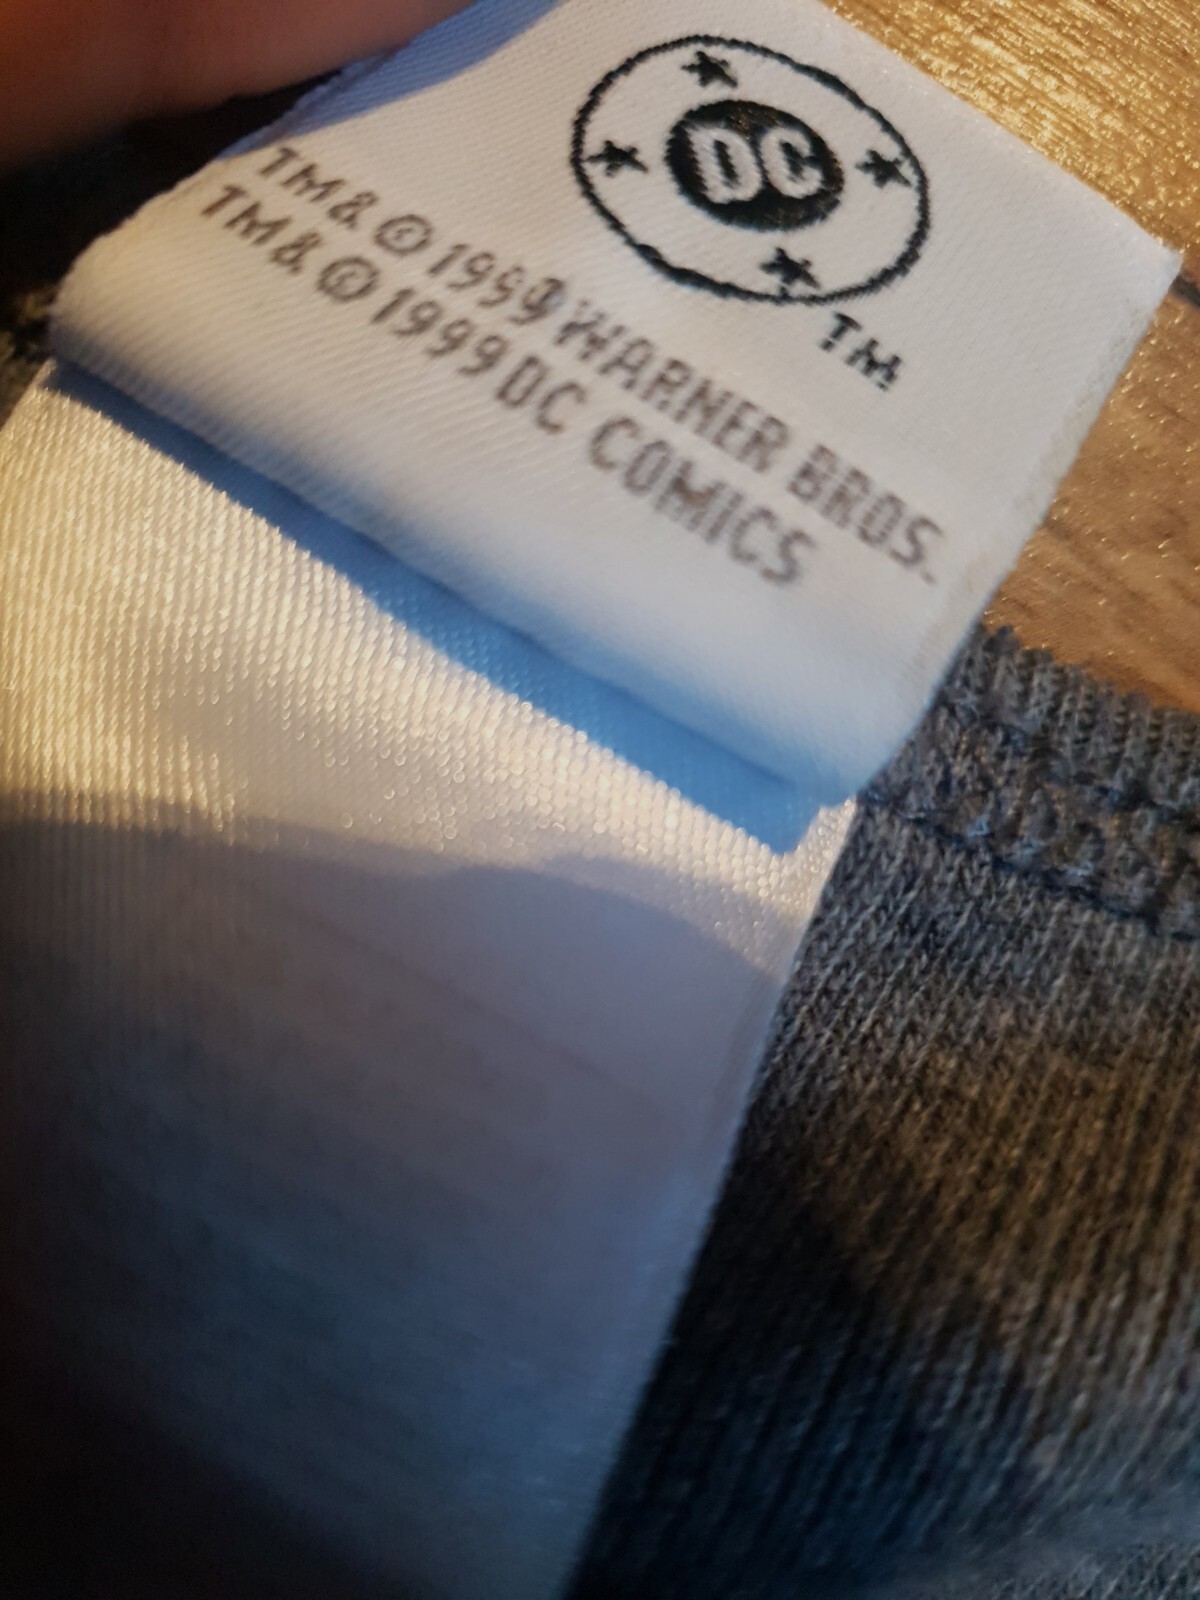 DC
TM
TM & © 1999 WARNER BROS.
TM & © 1999 DC COMICS